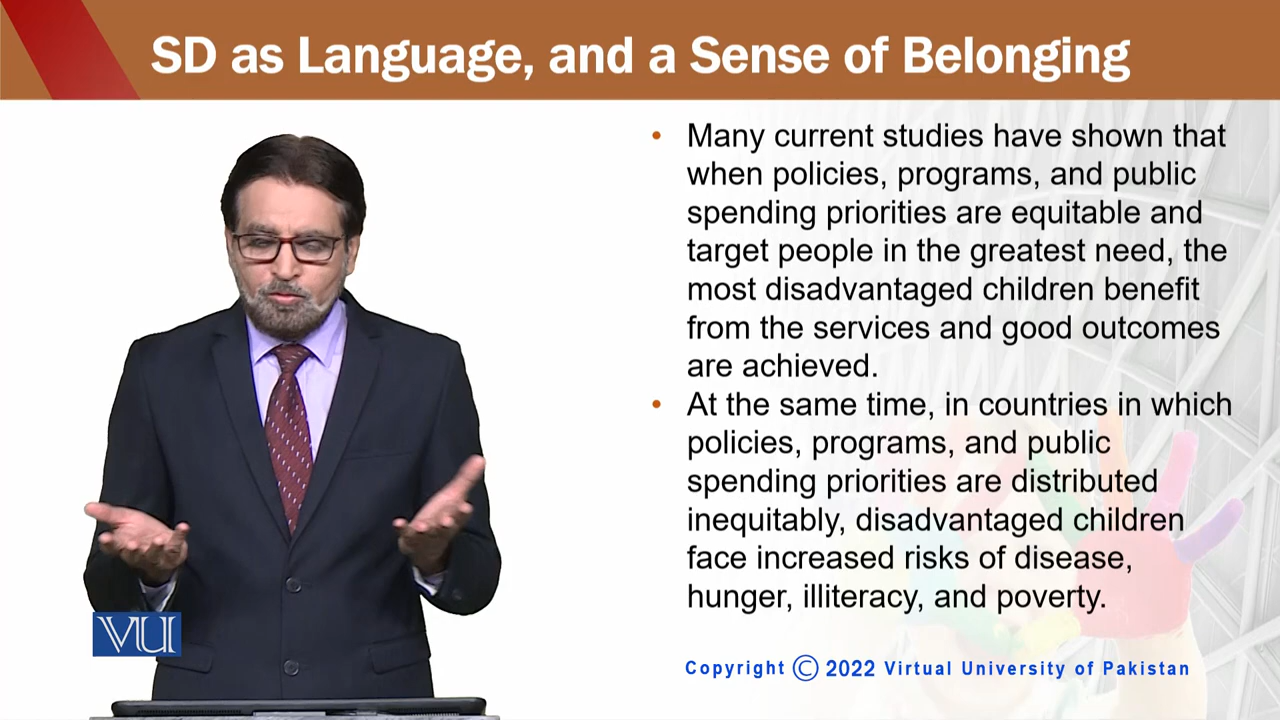 SD as Language, and a Sense of Belonging
• Many current studies have shown that
when policies, programs, and public
spending priorities are equitable and
target people in the greatest need, the
most disadvantaged children benefit
from the services and good outcomes
are achieved.
• At the same time, in countries in which
policies, programs, and public
spending priorities are distributed
inequitably, disadvantaged children
face increased risks of disease,
hunger, illiteracy, and poverty.
VU
Copyright © 2022 Virtual University of Pakistan